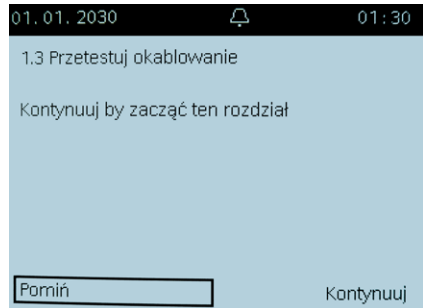 01.01.2030 01:30
1.3 Przetestuj okablowanie
Kontynuuj by zacząć ten rozdział
Pomiń Kontynuuj